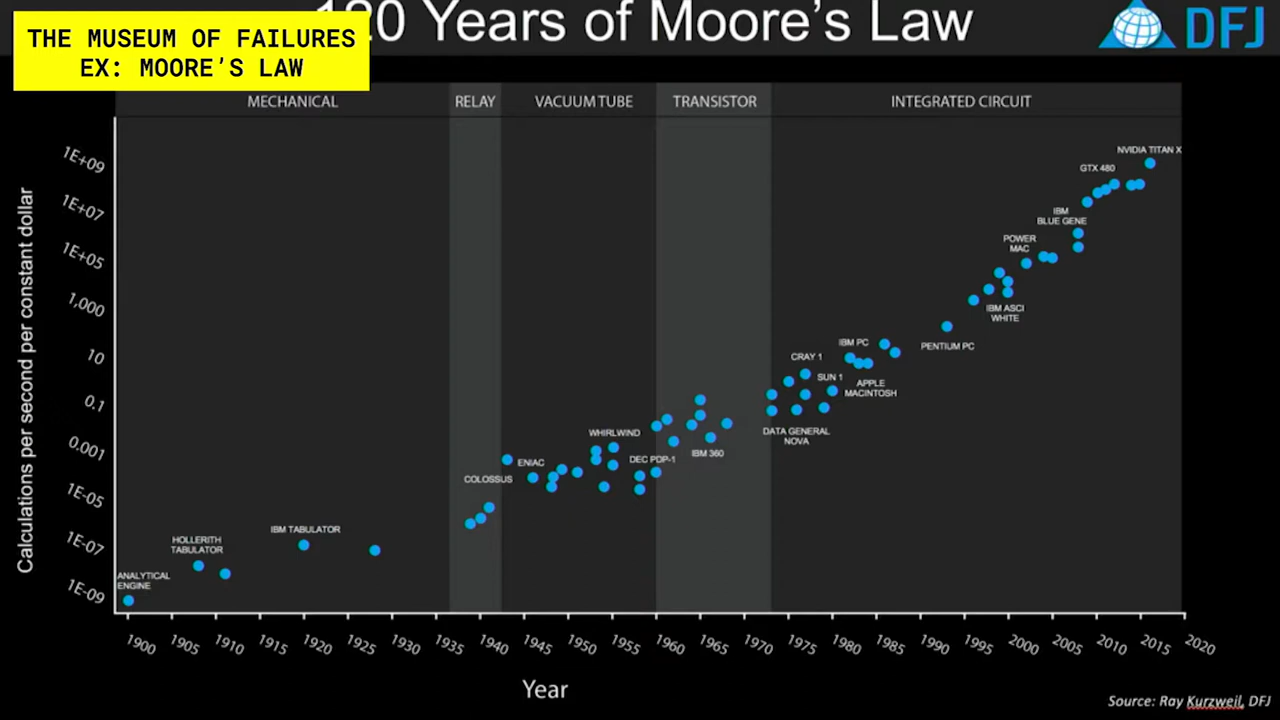 THE MUSEUM OF FAILURES
EX: MOORE’S LAW
120 Years of Moore’s Law
DFJ
MECHANICAL
RELAY
VACUUM TUBE
TRANSISTOR
INTEGRATED CIRCUIT
Calculations per second per constant dollar
1E+09
1E+07
1E+05
1,000
10
0.1
0.001
1E-05
1E-07
1E-09
NVIDIA TITAN X
GTX 480
IBM
BLUE GENE
POWER
MAC
IBM ASCI
WHITE
PENTIUM PC
IBM PC
CRAY 1
SUN 1
APPLE
MACINTOSH
DATA GENERAL
NOVA
WHIRLWIND
DEC PDP-1
IBM 360
ENIAC
COLOSSUS
IBM TABULATOR
HOLLERITH
TABULATOR
ANALYTICAL
ENGINE
1900
1905
1910
1915
1920
1925
1930
1935
1940
1945
1950
1955
1960
1965
1970
1975
1980
1985
1990
1995
2000
2005
2010
2015
2020
Year
Source: Ray Kurzweil, DFJ